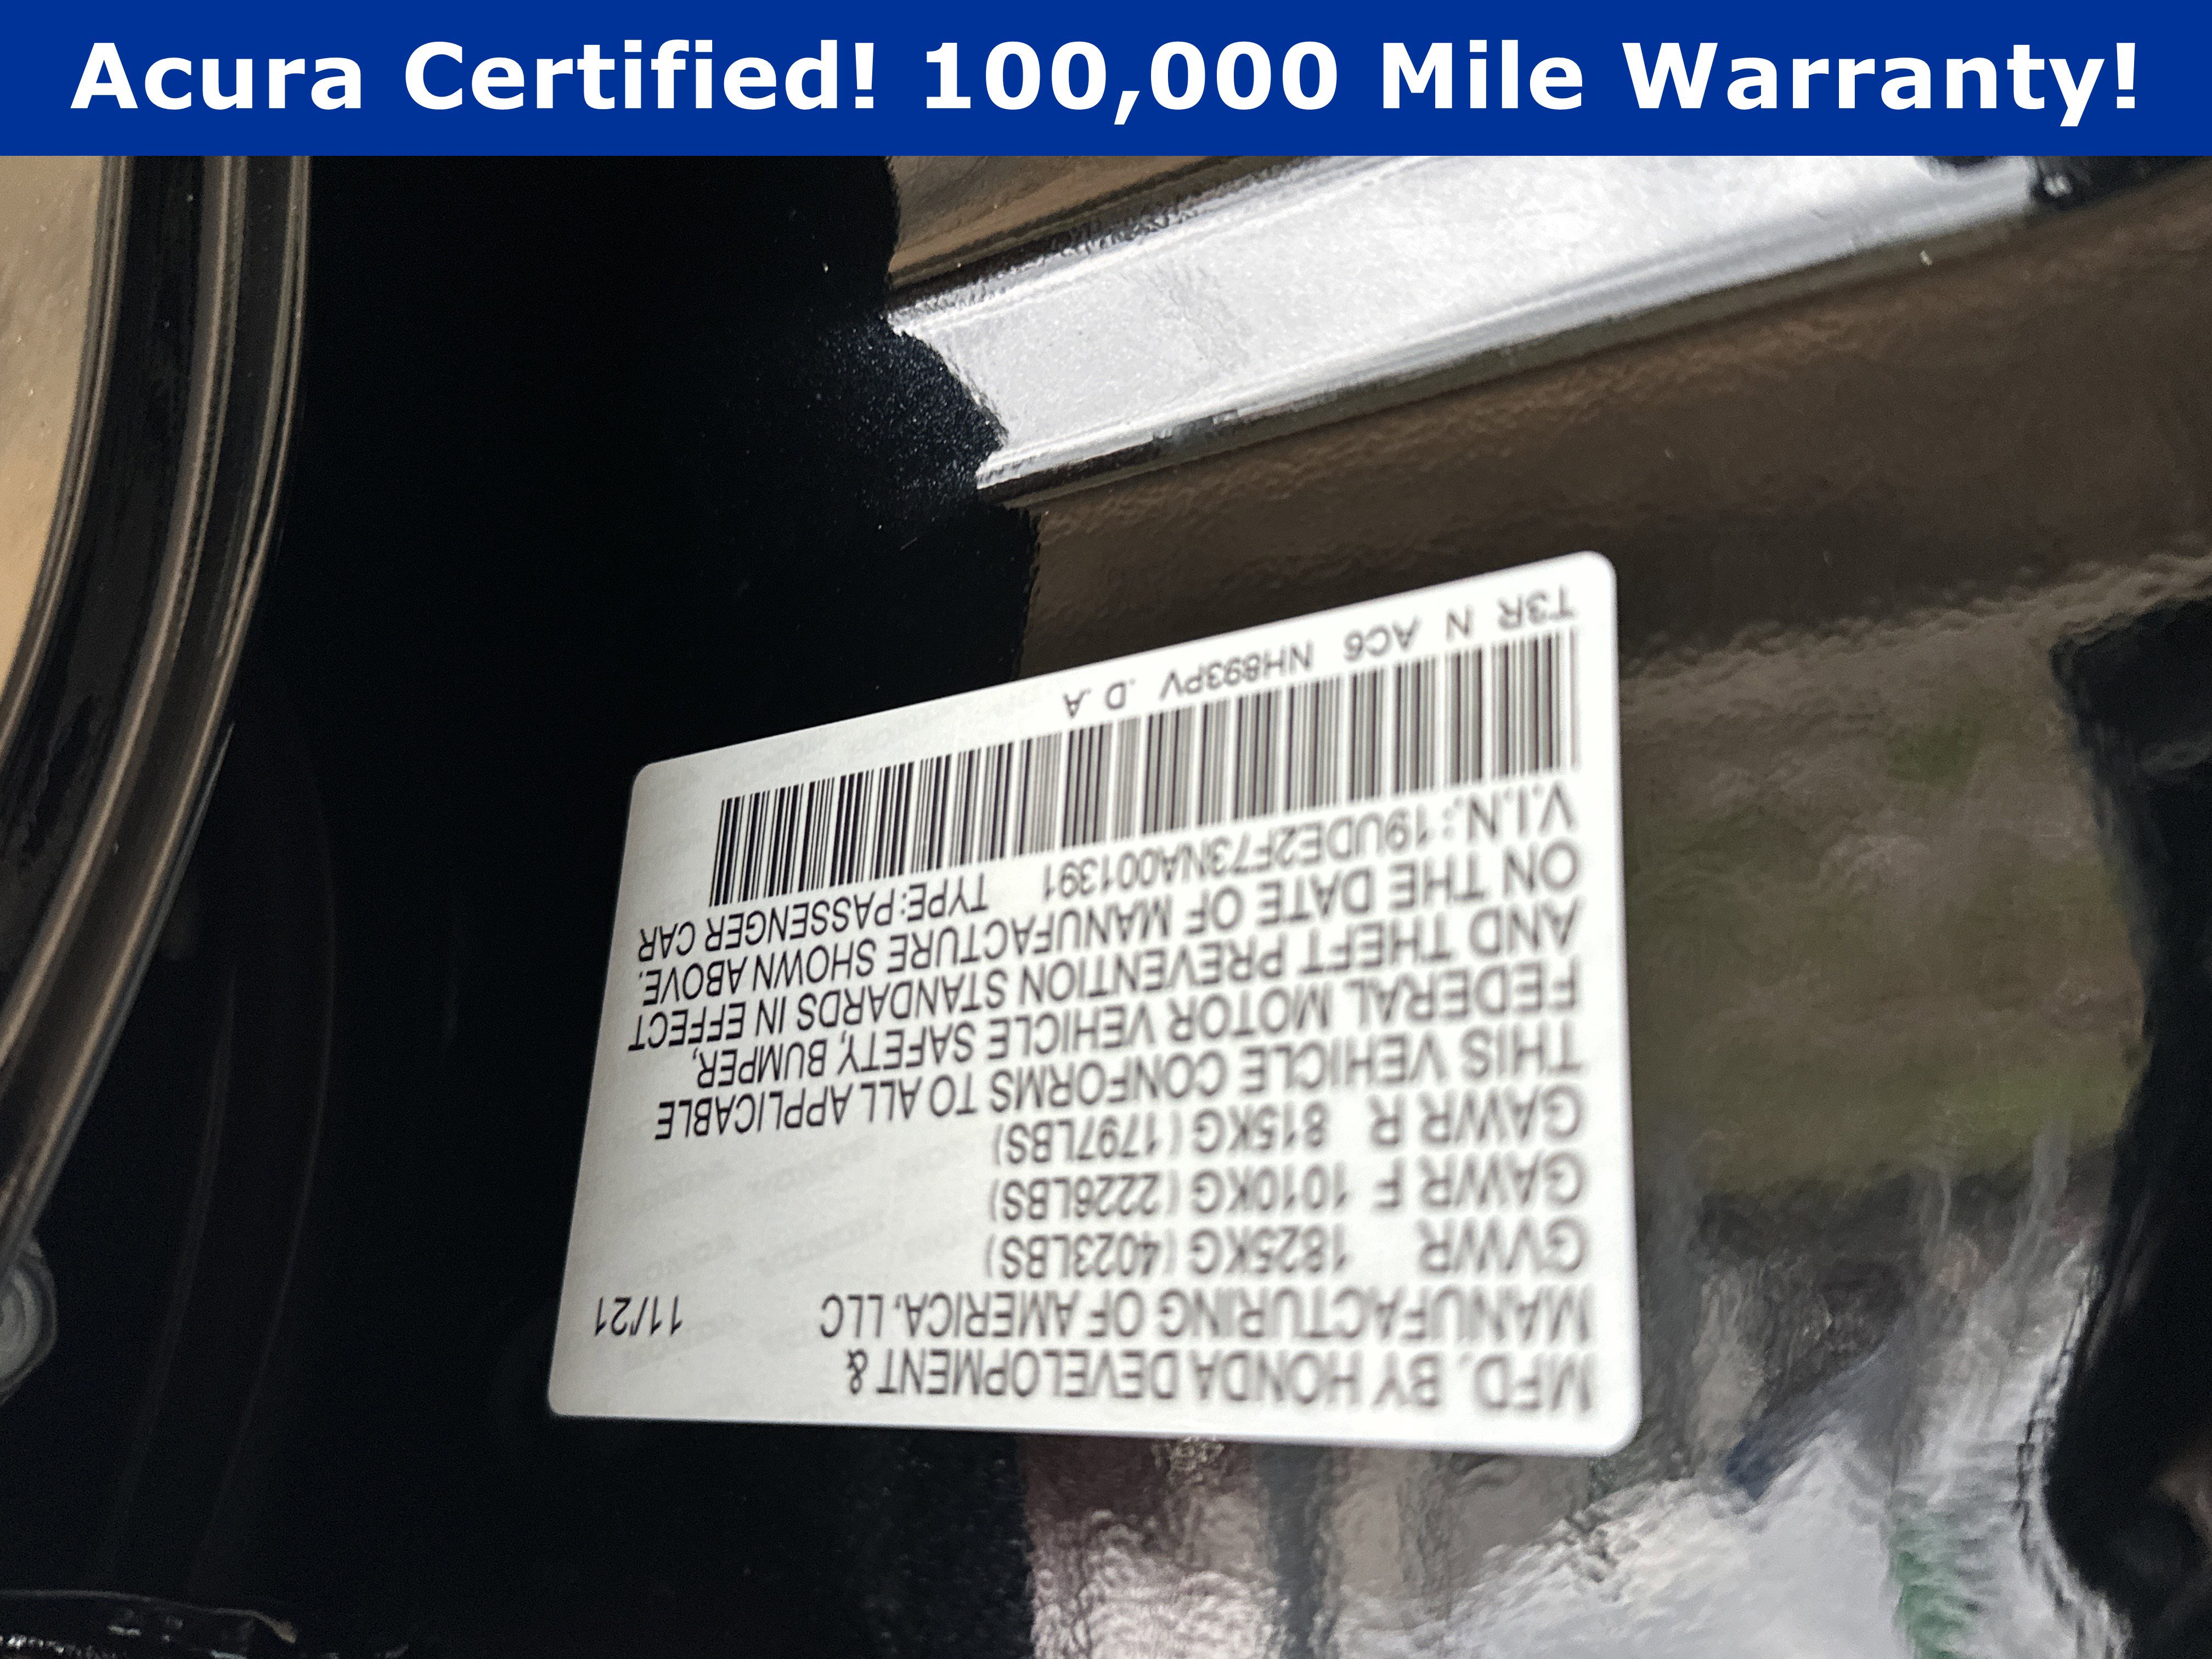 Acura Certified! 100,000 Mile Warranty!
MFD. BY HONDA DEVELOPMENT &
MANUFACTURING OF AMERICA, LLC 11/21
GVWR 1825KG (4023LBS)
GAWR F 1010KG (2226LBS)
GAWR R 815KG (1797LBS)
THIS VEHICLE CONFORMS TO ALL APPLICABLE
FEDERAL MOTOR VEHICLE SAFETY, BUMPER,
AND THEFT PREVENTION STANDARDS IN EFFECT
ON THE DATE OF MANUFACTURE SHOWN ABOVE.
V.I.N.: 19UDE2F73NA001391 TYPE:PASSENGER CAR
T3R N AC6 NH893PV .D .A